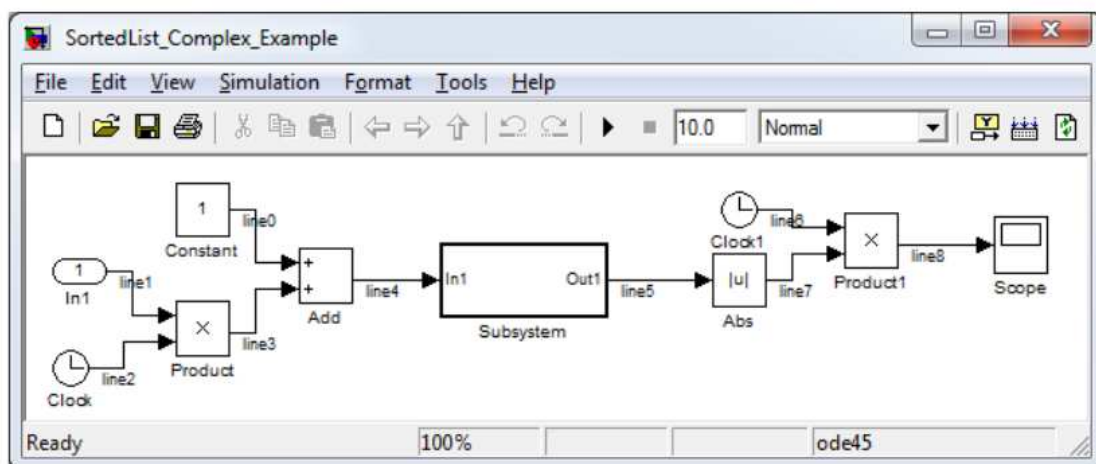 SortedList_Complex_Example
File Edit View Simulation Format Tools Help
10.0 Normal
1
Constant
line0
1
In1
line1
×
Product
Clock
line2
line3
+
+
Add
line4
In1 Out1
Subsystem
line5
Clock1
line6
|u|
Abs
line7
×
Product1
line8
Scope
Ready 100% ode45